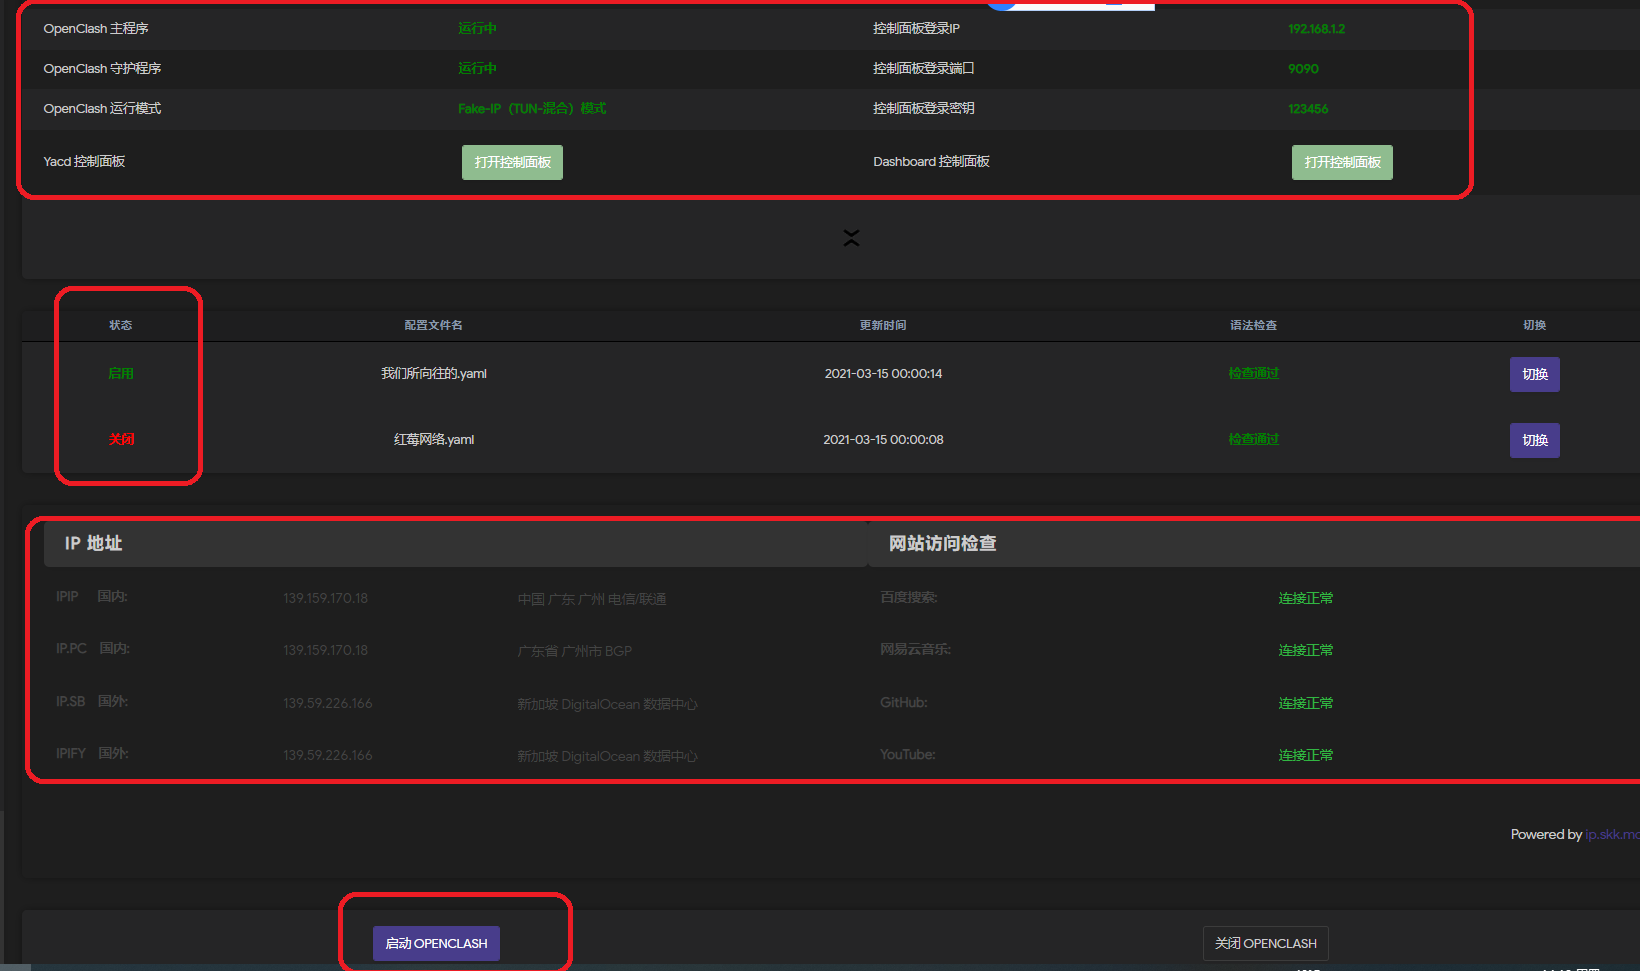 OpenClash 主程序 运行中 控制面板登录IP 192.168.1.2
OpenClash 守护程序 运行中 控制面板登录端口 9090
OpenClash 运行模式 Fake-IP（TUN-混合）模式 控制面板登录密钥 123456
Yacd 控制面板 打开控制面板 Dashboard 控制面板 打开控制面板
状态 配置文件名 更新时间 语法检查 切换
启用 我们所向往的.yaml 2021-03-15 00:00:14 检查通过 切换
关闭 红莓网络.yaml 2021-03-15 00:00:08 检查通过 切换
IP 地址 网站访问检查
IPIP 国内: 139.159.170.18 中国 广东 广州 电信/联通 百度搜索: 连接正常
IP.PC 国内: 139.159.170.18 广东省 广州市 BGP 网易云音乐: 连接正常
IP.SB 国外: 139.59.226.166 新加坡 DigitalOcean 数据中心 GitHub: 连接正常
IPIFY 国外: 139.59.226.166 新加坡 DigitalOcean 数据中心 YouTube: 连接正常
Powered by ip.skk.mo
启动 OPENCLASH 关闭 OPENCLASH